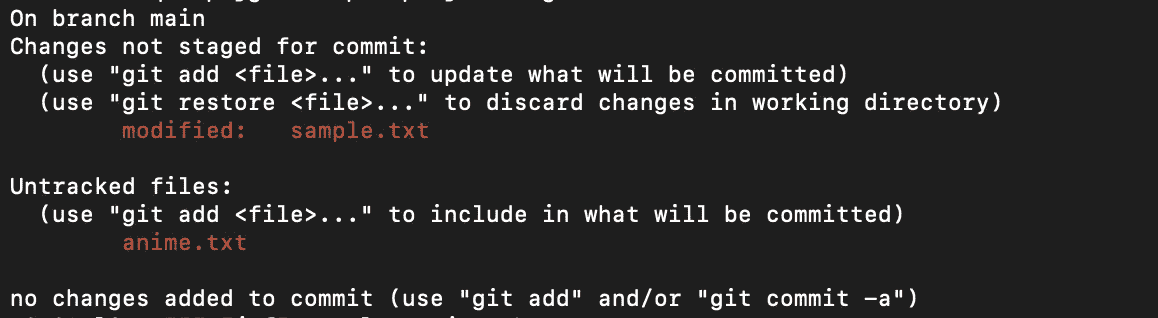 On branch main
Changes not staged for commit:
(use "git add <file>..." to update what will be committed)
(use "git restore <file>..." to discard changes in working directory)
modified: sample.txt
Untracked files:
(use "git add <file>..." to include in what will be committed)
anime.txt
no changes added to commit (use "git add" and/or "git commit -a")